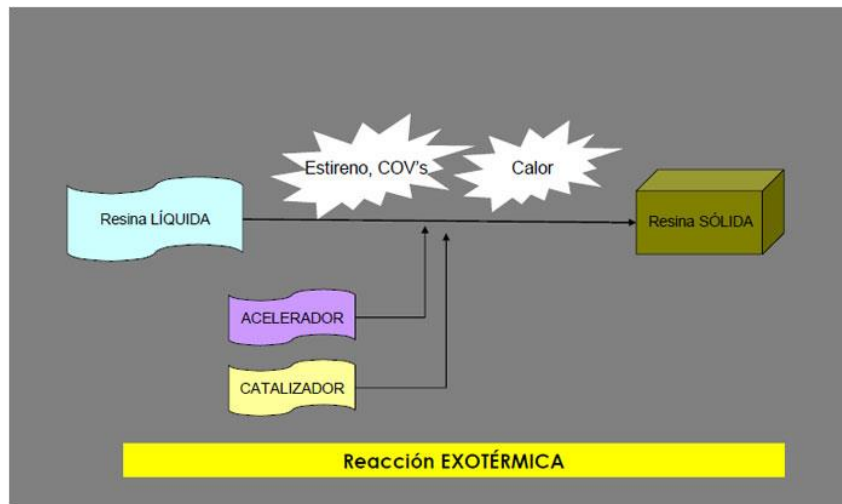 Estireno, COV's
Calor
Resina LÍQUIDA
Resina SÓLIDA
ACELERADOR
CATALIZADOR
Reacción EXOTÉRMICA